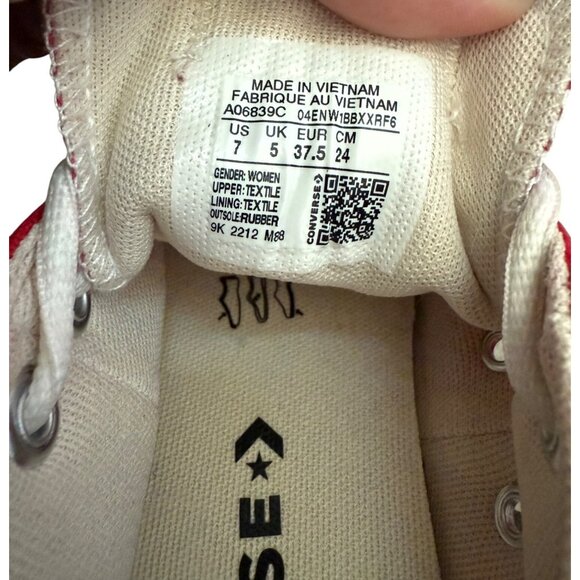 MADE IN VIETNAM
FABRIQUE AU VIETNAM
A06839C 04ENW1BBXXRF6
US UK EUR CM
7 5 37.5 24
GENDER: WOMEN
UPPER: TEXTILE
LINING: TEXTILE
OUTSOLE:RUBBER
9K 2212 M88
CONVERSE
SE